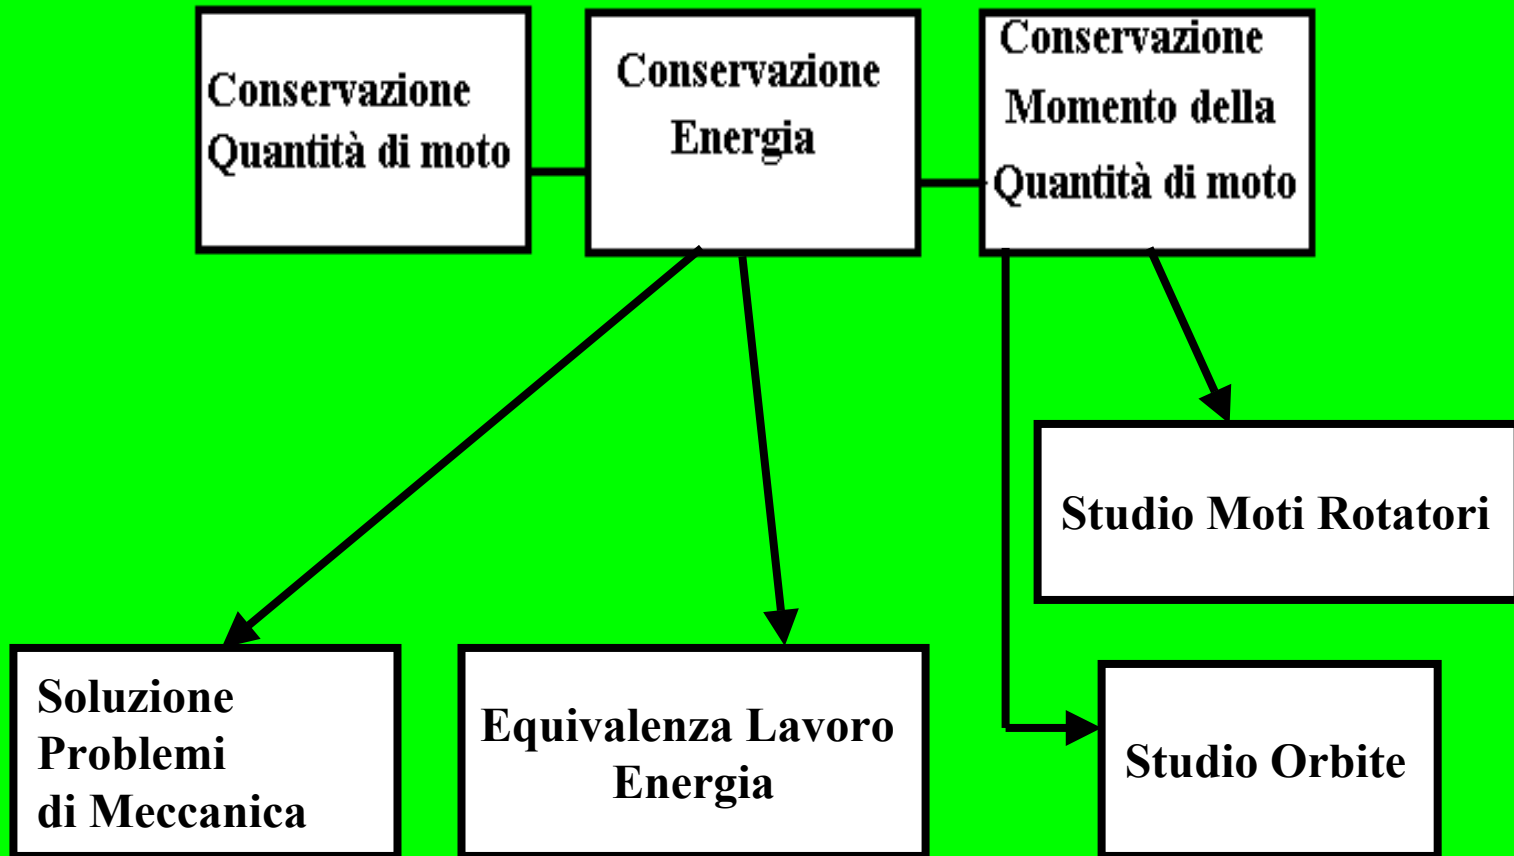 Conservazione
Quantità di moto
Conservazione
Energia
Conservazione
Momento della
Quantità di moto
Studio Moti Rotatori
Soluzione
Problemi
di Meccanica
Equivalenza Lavoro
Energia
Studio Orbite